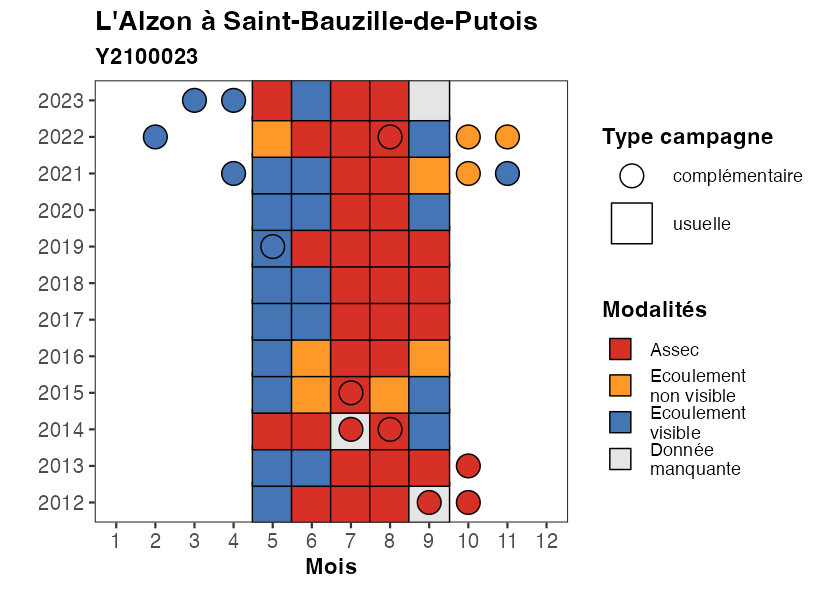 L'Alzon à Saint-Bauzille-de-Putois
Y2100023
2023
2022
2021
2020
2019
2018
2017
2016
2015
2014
2013
2012
1 2 3 4 5 6 7 8 9 10 11 12
Mois
Type campagne
complémentaire
usuelle
Modalités
Assec
Ecoulement
non visible
Ecoulement
visible
Donnée
manquante